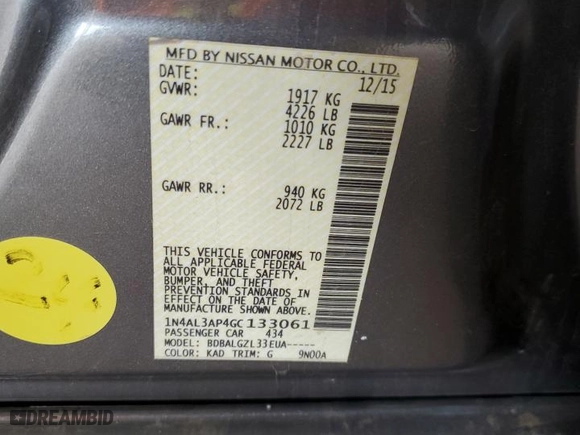 MFD BY NISSAN MOTOR CO., LTD.
DATE: 12/15
GVWR: 1917 KG
4226 LB
GAWR FR.: 1010 KG
2227 LB
GAWR RR.: 940 KG
2072 LB
THIS VEHICLE CONFORMS TO
ALL APPLICABLE FEDERAL
MOTOR VEHICLE SAFETY,
BUMPER, AND THEFT
PREVENTION STANDARDS IN
EFFECT ON THE DATE OF
MANUFACTURE SHOWN ABOVE.
1N4AL3AP4GC133061
PASSENGER CAR 434
MODEL: BDBALGZL33EUA-----
COLOR: KAD TRIM: G 9N00A
DREAMBID